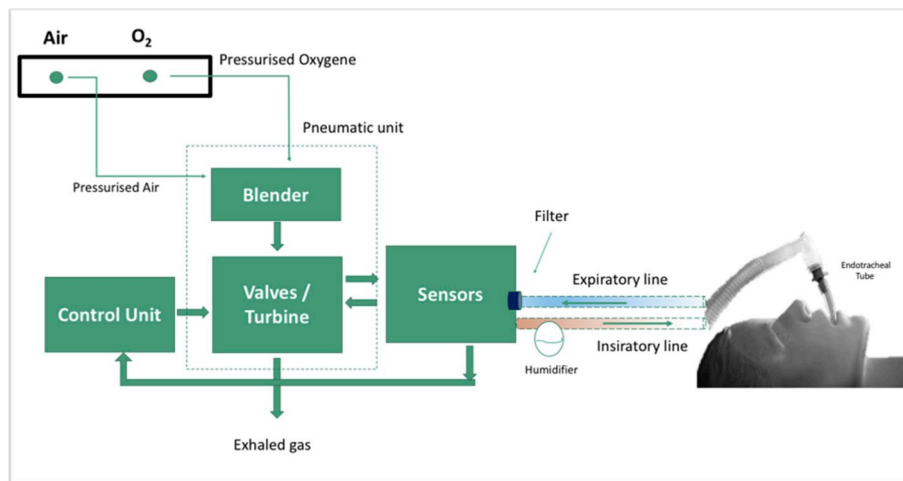 Air
O2
Pressurised Oxygene
Pneumatic unit
Pressurised Air
Blender
Filter
Endotracheal
Tube
Expiratory line
Valves /
Turbine
Sensors
Control Unit
Insiratory line
Humidifier
Exhaled gas